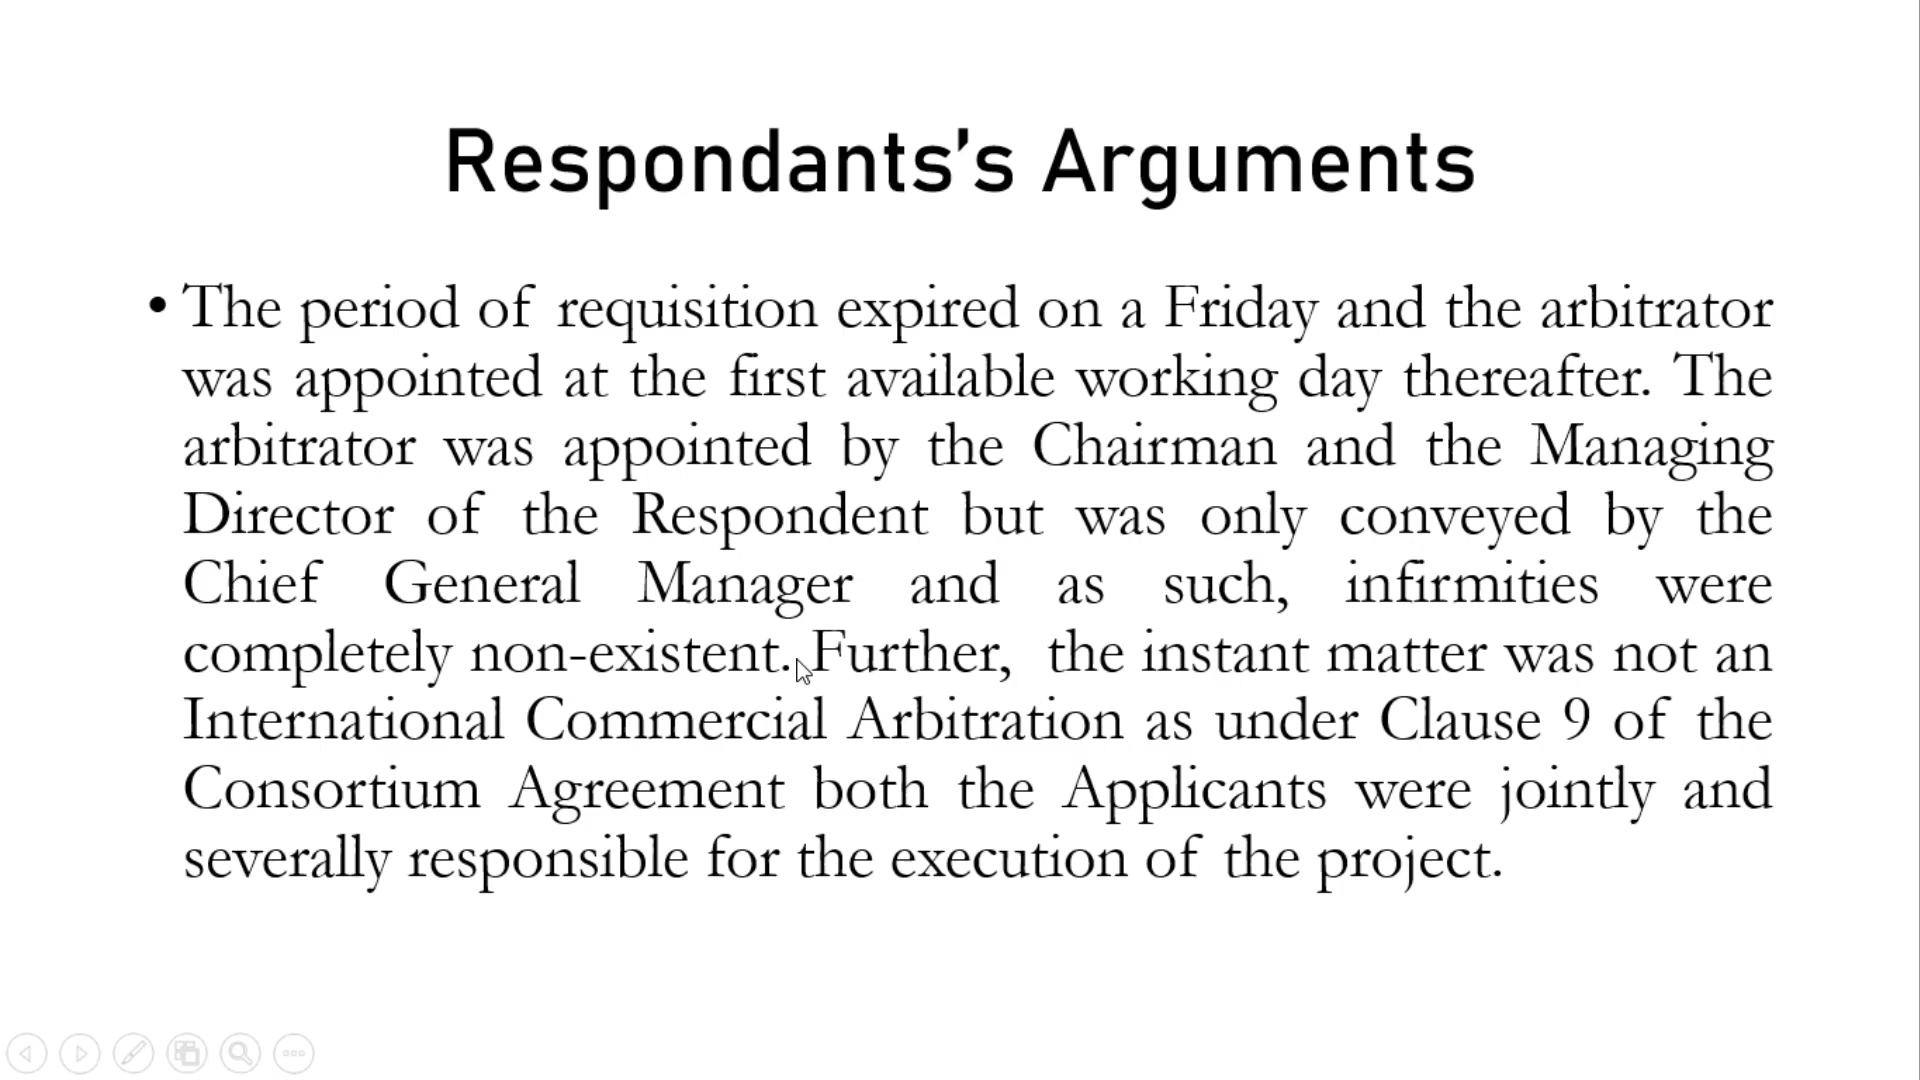 Respondants’s Arguments
• The period of requisition expired on a Friday and the arbitrator
was appointed at the first available working day thereafter. The
arbitrator was appointed by the Chairman and the Managing
Director of the Respondent but was only conveyed by the
Chief General Manager and as such, infirmities were
completely non-existent. Further, the instant matter was not an
International Commercial Arbitration as under Clause 9 of the
Consortium Agreement both the Applicants were jointly and
severally responsible for the execution of the project.